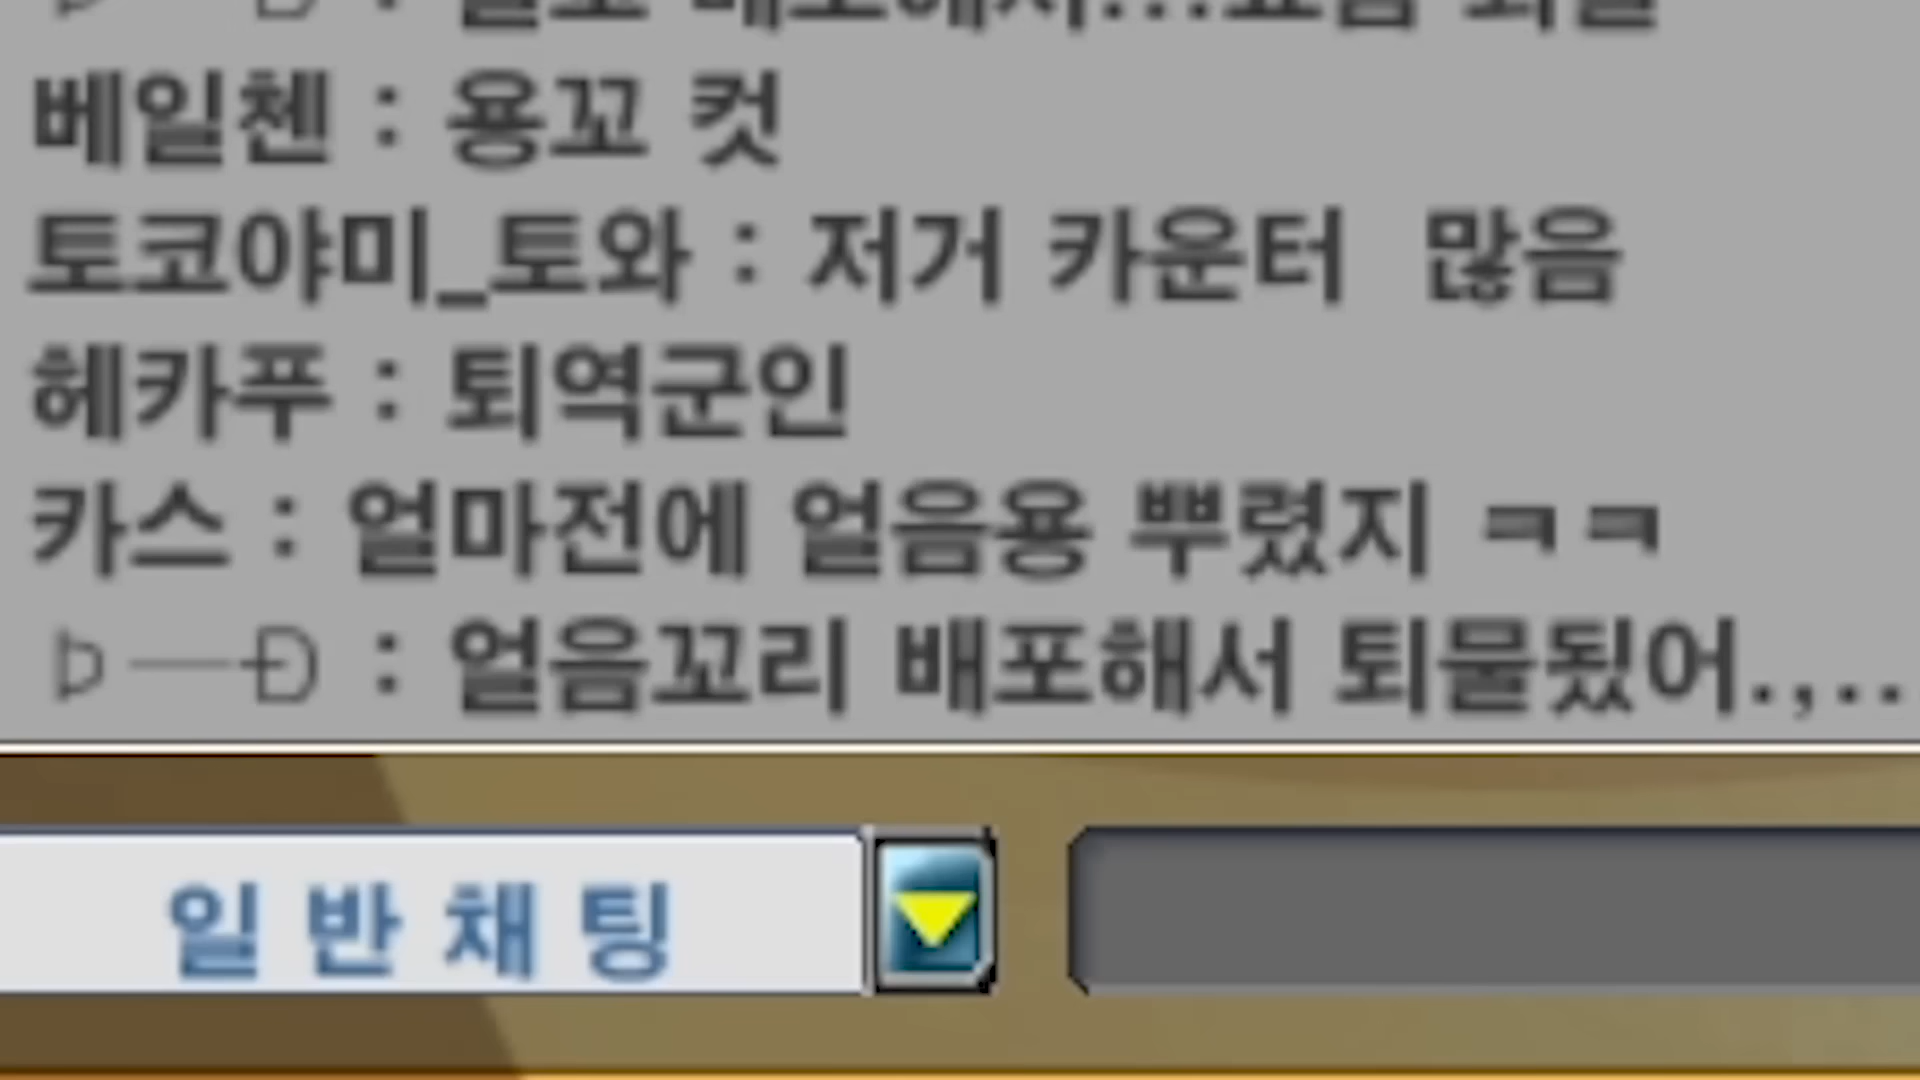 베일첸 : 용꼬 컷
토코야미_토와 : 저거 카운터  많음
헤카푸 : 퇴역군인
카스 : 얼마전에 얼음용 뿌렸지 ㅋㅋ
▷──Đ : 얼음꼬리 배포해서 퇴물됬어.,..
일반채팅